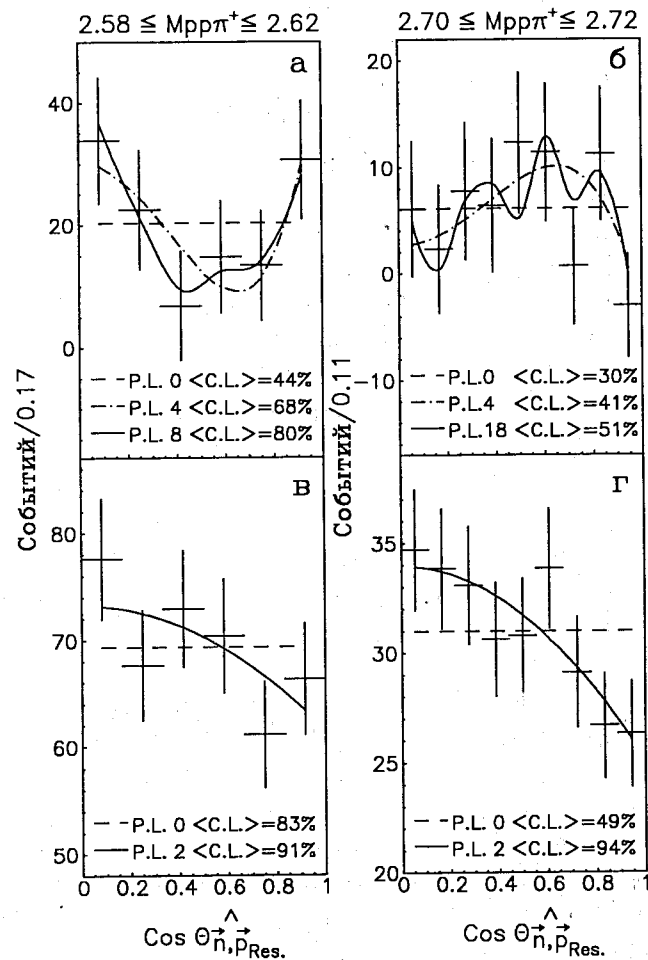 2.58 ≦ Mppπ⁺ ≦ 2.62
2.70 ≦ Mppπ⁺ ≦ 2.72
а
40
20
0
P.L. 0 <C.L.>=44%
P.L. 4 <C.L.>=68%
P.L. 8 <C.L.>=80%
б
20
10
0
-10
P.L.0 <C.L.>=30%
P.L.4 <C.L.>=41%
P.L.18 <C.L.>=51%
Событий/0.17
Событий/0.11
в
80
70
60
50
P.L. 0 <C.L.>=83%
P.L. 2 <C.L.>=91%
0 0.2 0.4 0.6 0.8 1
Cos Θn⃗,^p⃗Res.
г
35
30
25
20
P.L. 0 <C.L.>=49%
P.L. 2 <C.L.>=94%
0 0.2 0.4 0.6 0.8 1
Cos Θn⃗,^p⃗Res.